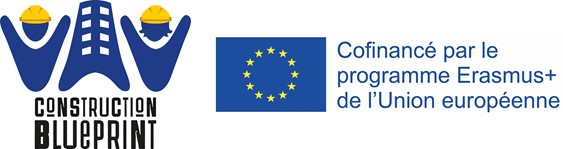 CONSTRUCTION
BLUEPRINT
Cofinancé par le
programme Erasmus+
de l'Union européenne